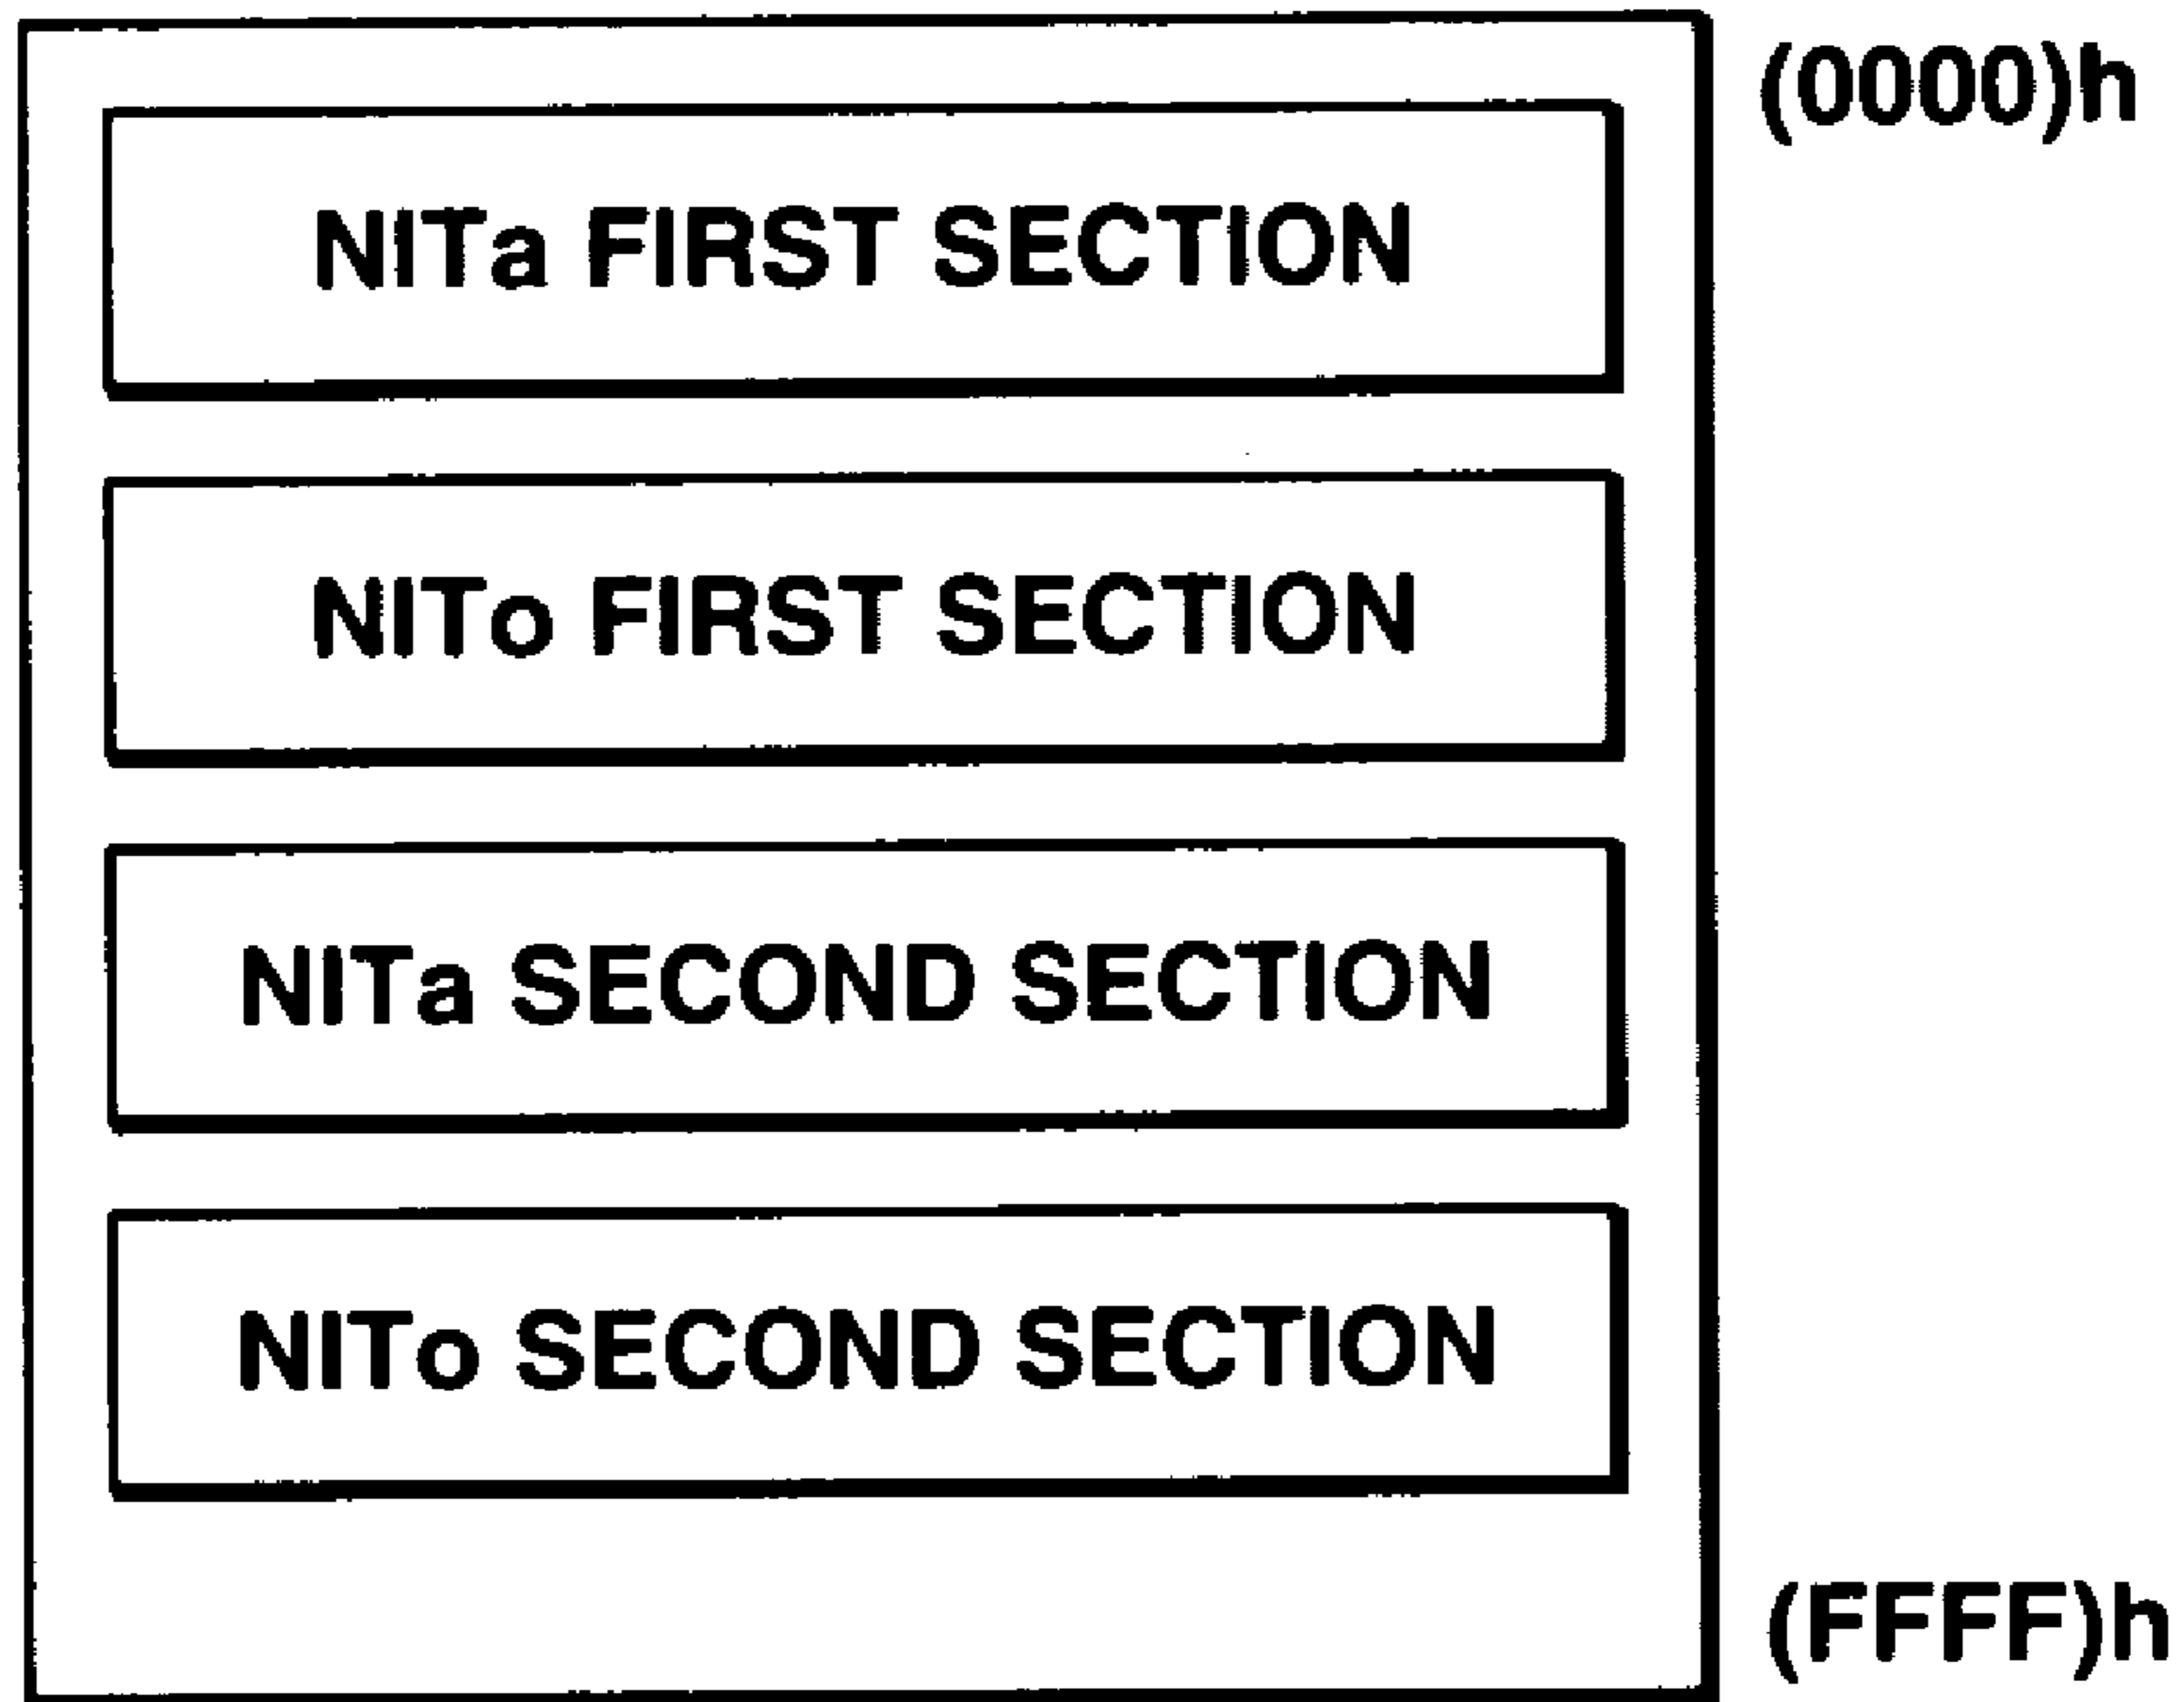 (0000)h
NITa FIRST SECTION
NITo FIRST SECTION
NITa SECOND SECTION
NITo SECOND SECTION
(FFFF)h